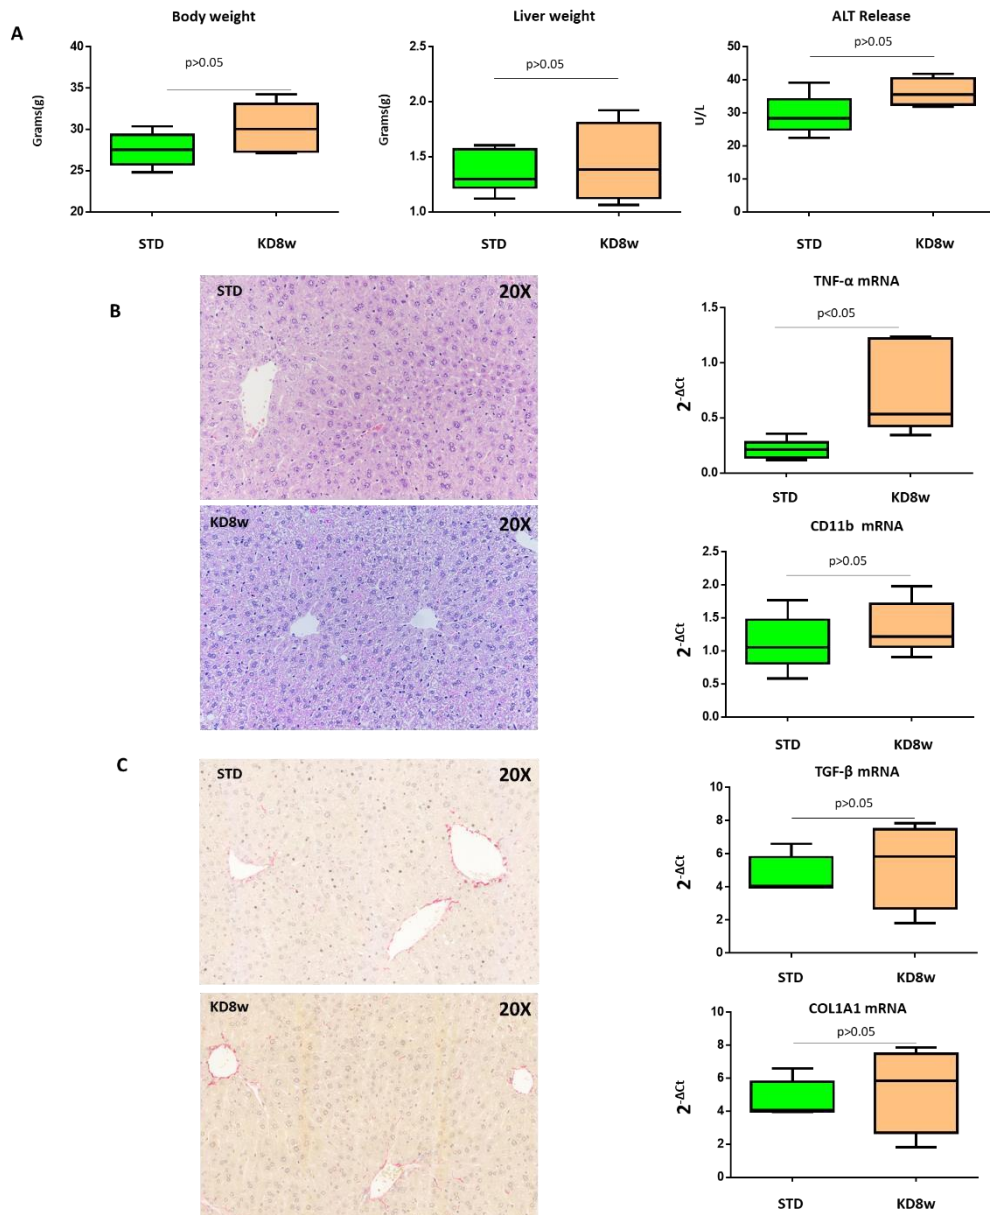 A
Body weight
Grams(g)
40
35
30
25
20
p>0.05
STD
KD8w
Liver weight
Grams(g)
2.5
2.0
1.5
1.0
p>0.05
STD
KD8w
ALT Release
U/L
50
40
30
20
10
0
p>0.05
STD
KD8w
B
STD
20X
KD8w
20X
TNF-α mRNA
2^-ΔCt
1.5
1.0
0.5
0.0
p<0.05
STD
KD8w
CD11b mRNA
2^-ΔCt
2.5
2.0
1.5
1.0
0.5
0.0
p>0.05
STD
KD8w
C
STD
20X
KD8w
20X
TGF-β mRNA
2^-ΔCt
10
8
6
4
2
0
p>0.05
STD
KD8w
COL1A1 mRNA
2^-ΔCt
10
8
6
4
2
0
p>0.05
STD
KD8w